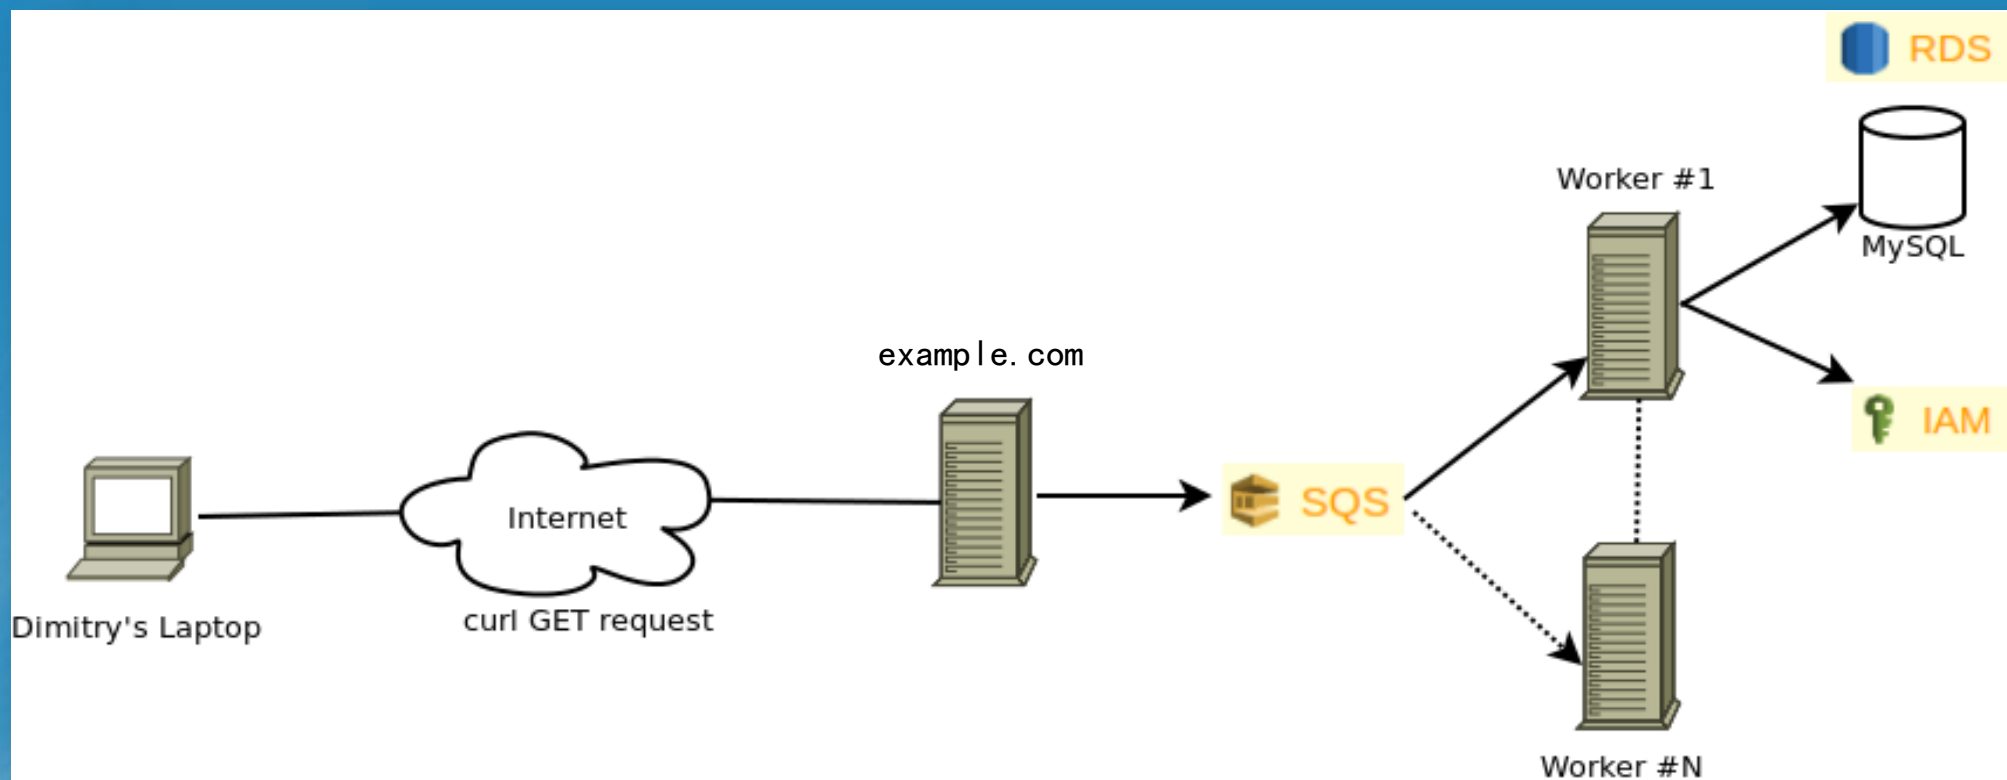 RDS
Worker #1
MySQL
example.com
IAM
SQS
Internet
curl GET request
Dimitry's Laptop
Worker #N